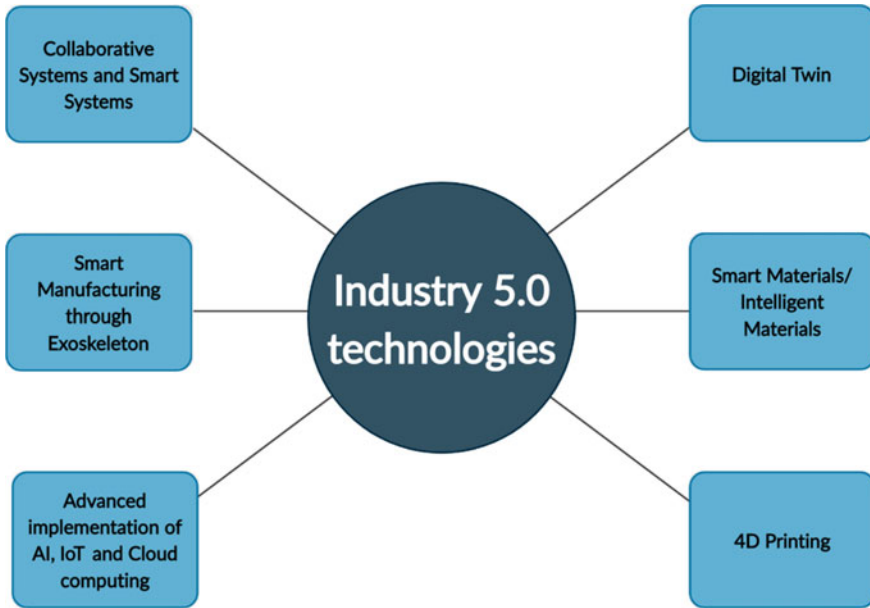 Collaborative
Systems and Smart
Systems
Digital Twin
Smart
Manufacturing
through
Exoskeleton
Industry 5.0
technologies
Smart Materials/
Intelligent
Materials
Advanced
implementation of
AI, IoT and Cloud
computing
4D Printing